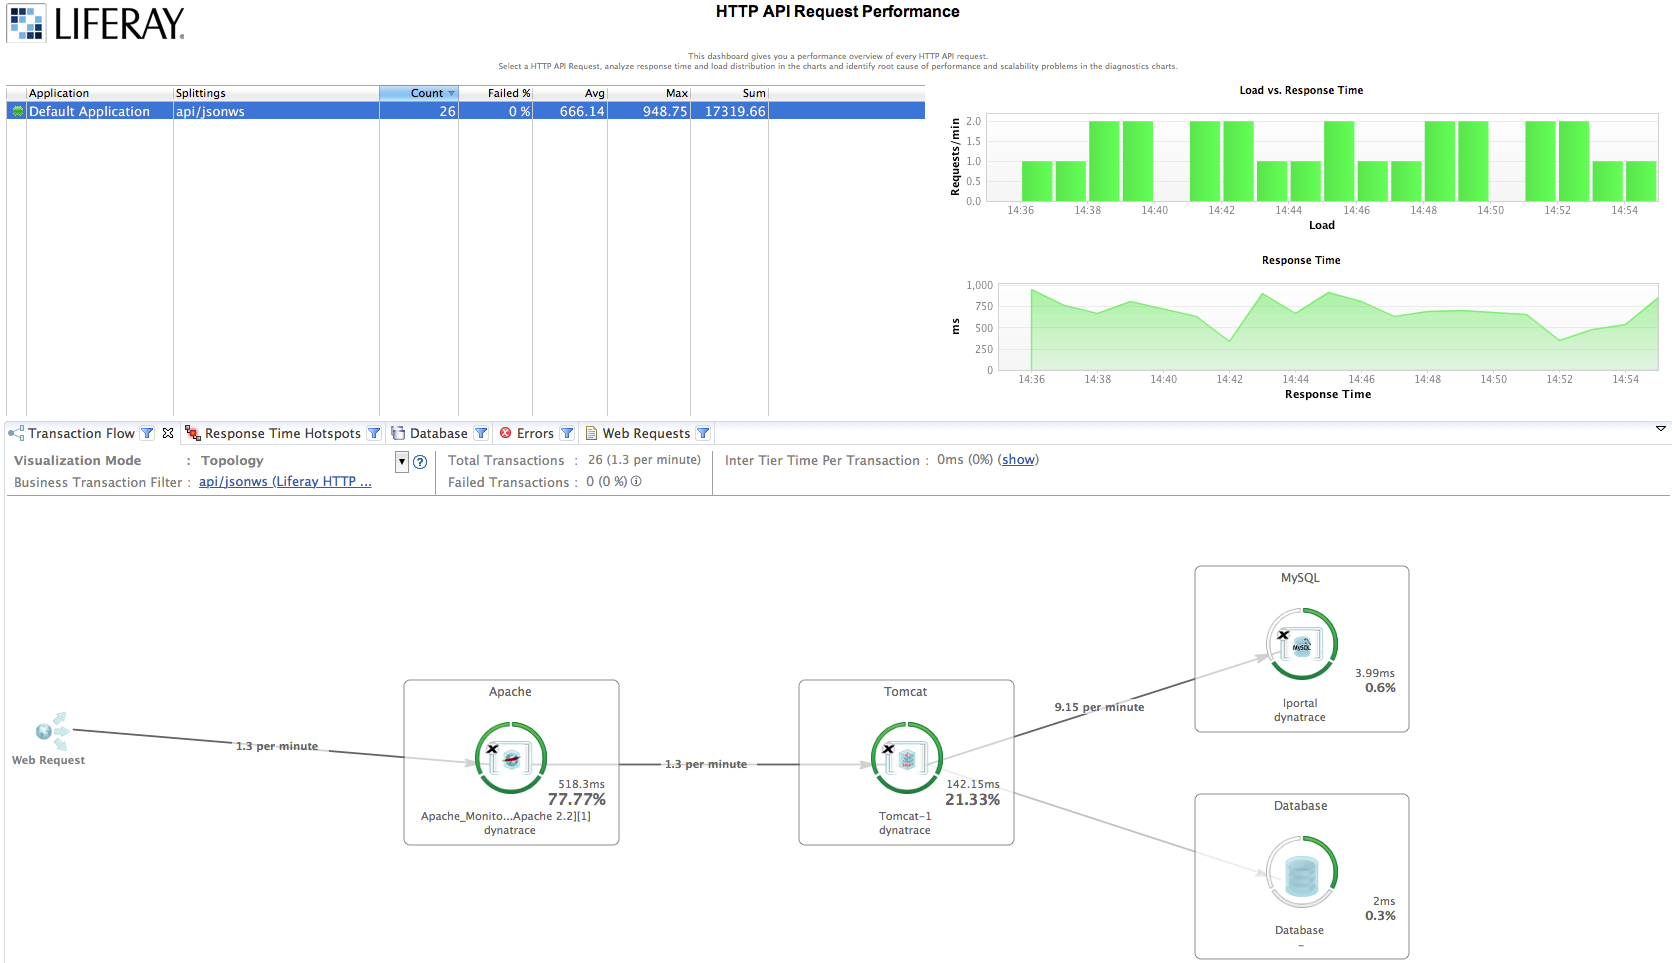 LIFERAY.
HTTP API Request Performance
This dashboard gives you a performance overview of every HTTP API request.
Select a HTTP API Request, analyze response time and load distribution in the charts and identify root cause of performance and scalability problems in the diagnostics charts.
Application Splittings Count Failed % Avg Max Sum
Default Application api/jsonws 26 0 % 666.14 948.75 17319.66
Load vs. Response Time
Requests/min
2.0
1.5
1.0
0.5
0.0
14:36 14:38 14:40 14:42 14:44 14:46 14:48 14:50 14:52 14:54
Load
Response Time
ms
1,000
750
500
250
0
14:36 14:38 14:40 14:42 14:44 14:46 14:48 14:50 14:52 14:54
Response Time
Transaction Flow Response Time Hotspots Database Errors Web Requests
Visualization Mode : Topology
Business Transaction Filter : api/jsonws (Liferay HTTP ...
Total Transactions : 26 (1.3 per minute)
Failed Transactions : 0 (0 %)
Inter Tier Time Per Transaction : 0ms (0%) (show)
Web Request
1.3 per minute
Apache
518.3ms
77.77%
Apache_Monito...Apache 2.2][1]
dynatrace
1.3 per minute
Tomcat
142.15ms
21.33%
Tomcat-1
dynatrace
9.15 per minute
MySQL
MySQL
3.99ms
0.6%
lportal
dynatrace
Database
2ms
0.3%
Database
–